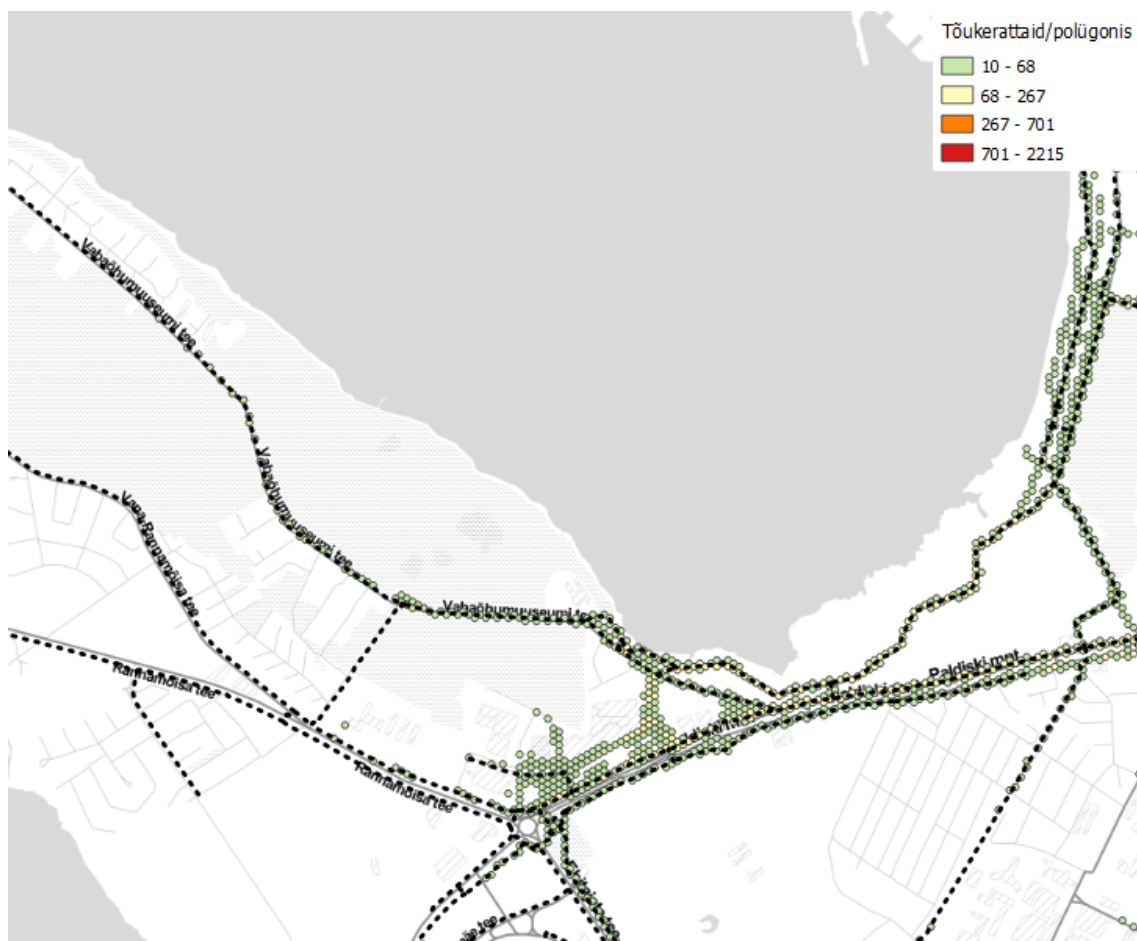 Tõukerattaid/polügonis
10 - 68
68 - 267
267 - 701
701 - 2215
Vabaõhumuuseumi tee
Vabaõhumuuseumi tee
Vana-Rannamõisa tee
Vabaõhumuuseumi te
Paldiski mnt
Rannamõisa tee
Rannamõisa tee
tee